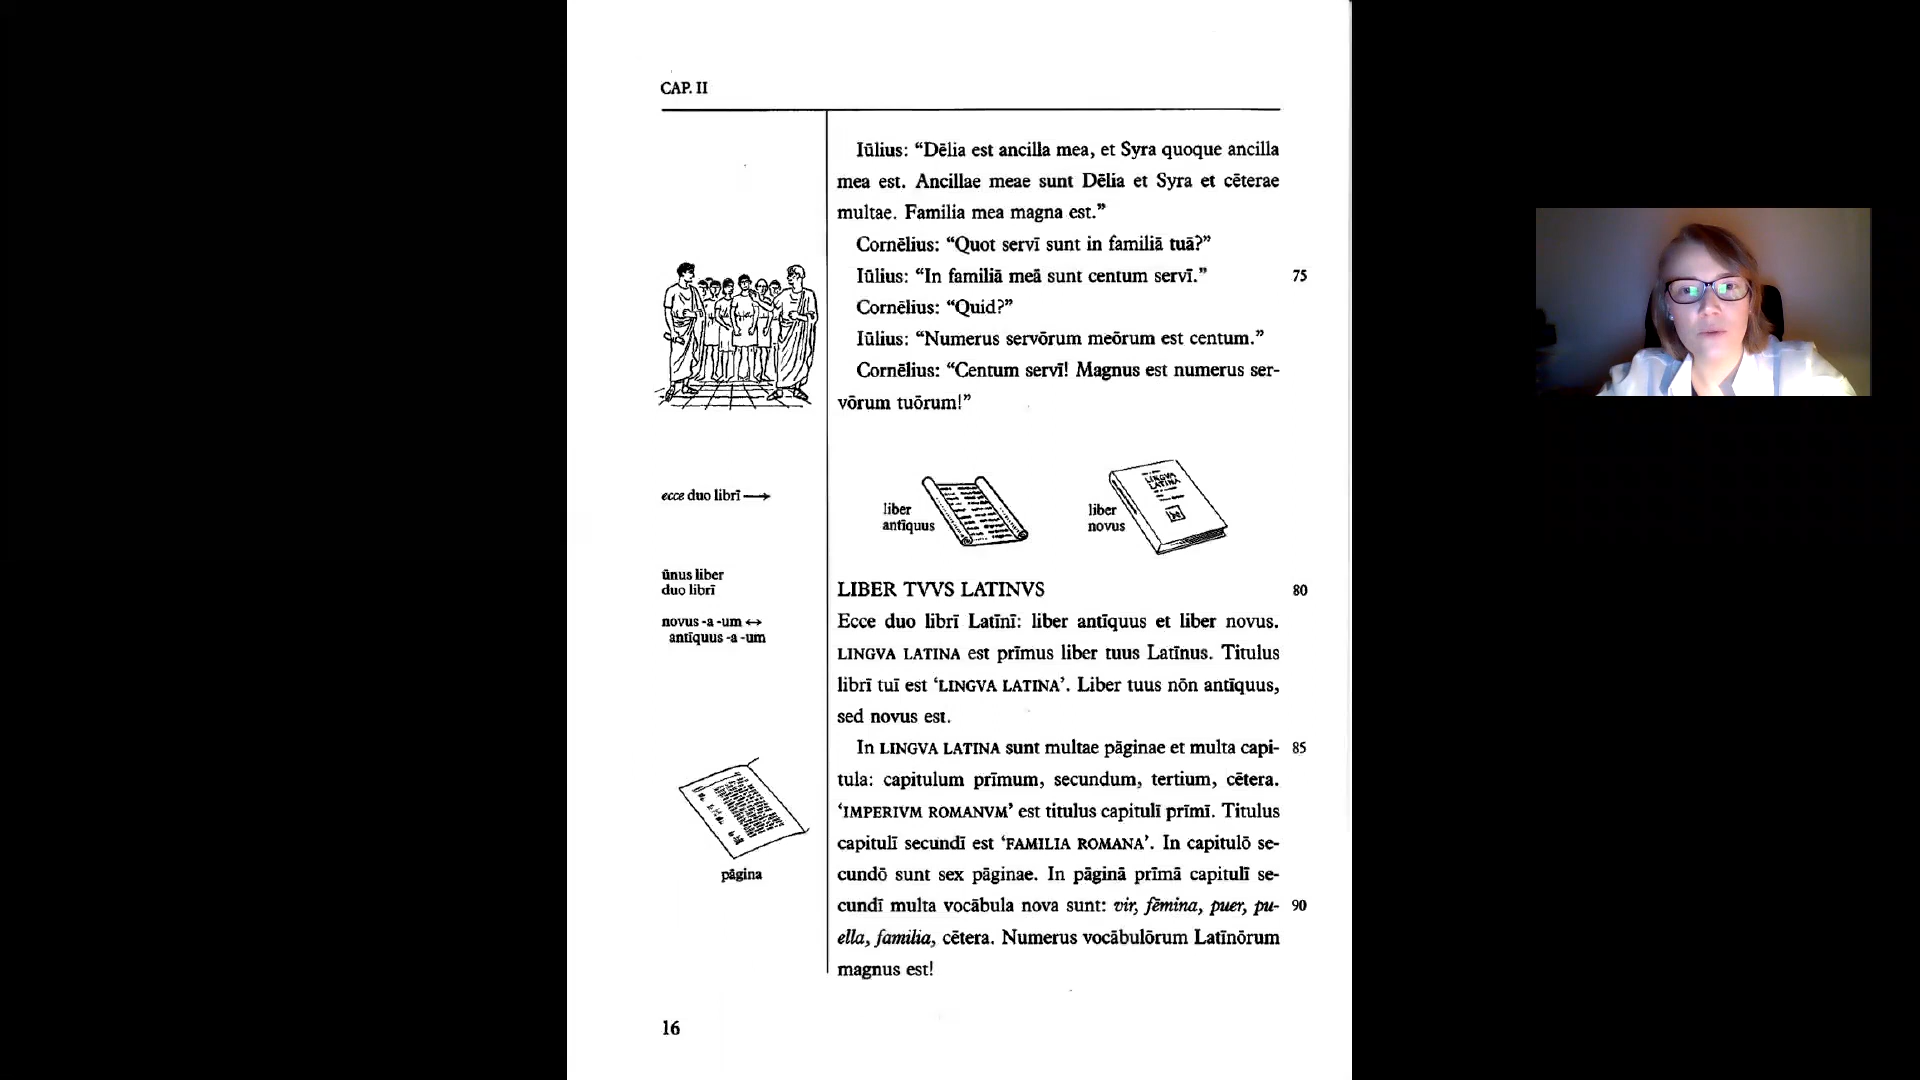 CAP. II
Iūlius: “Dēlia est ancilla mea, et Syra quoque ancilla
mea est. Ancillae meae sunt Dēlia et Syra et cēterae
multae. Familia mea magna est.”
Cornēlius: “Quot servī sunt in familiā tuā?”
Iūlius: “In familiā meā sunt centum servī.”
75
Cornēlius: “Quid?”
Iūlius: “Numerus servōrum meōrum est centum.”
Cornēlius: “Centum servī! Magnus est numerus ser-
vōrum tuōrum!”
ecce duo librī
liber
antīquus
liber
novus
LINGVA
LATINA
ūnus liber
duo librī
novus -a -um ↔
antīquus -a -um
LIBER TVVS LATINVS
80
Ecce duo librī Latīnī: liber antīquus et liber novus.
LINGVA LATINA est prīmus liber tuus Latīnus. Titulus
librī tuī est ‘LINGVA LATINA’. Liber tuus nōn antīquus,
sed novus est.
In LINGVA LATINA sunt multae pāginae et multa capi-
85
tula: capitulum prīmum, secundum, tertium, cētera.
‘IMPERIVM ROMANVM’ est titulus capitulī prīmī. Titulus
capitulī secundī est ‘FAMILIA ROMANA’. In capitulō se-
cundō sunt sex pāginae. In pāginā prīmā capitulī se-
cundī multa vocābula nova sunt: vir, fēmina, puer, pu-
90
ella, familia, cētera. Numerus vocābulōrum Latīnōrum
magnus est!
pāgina
16